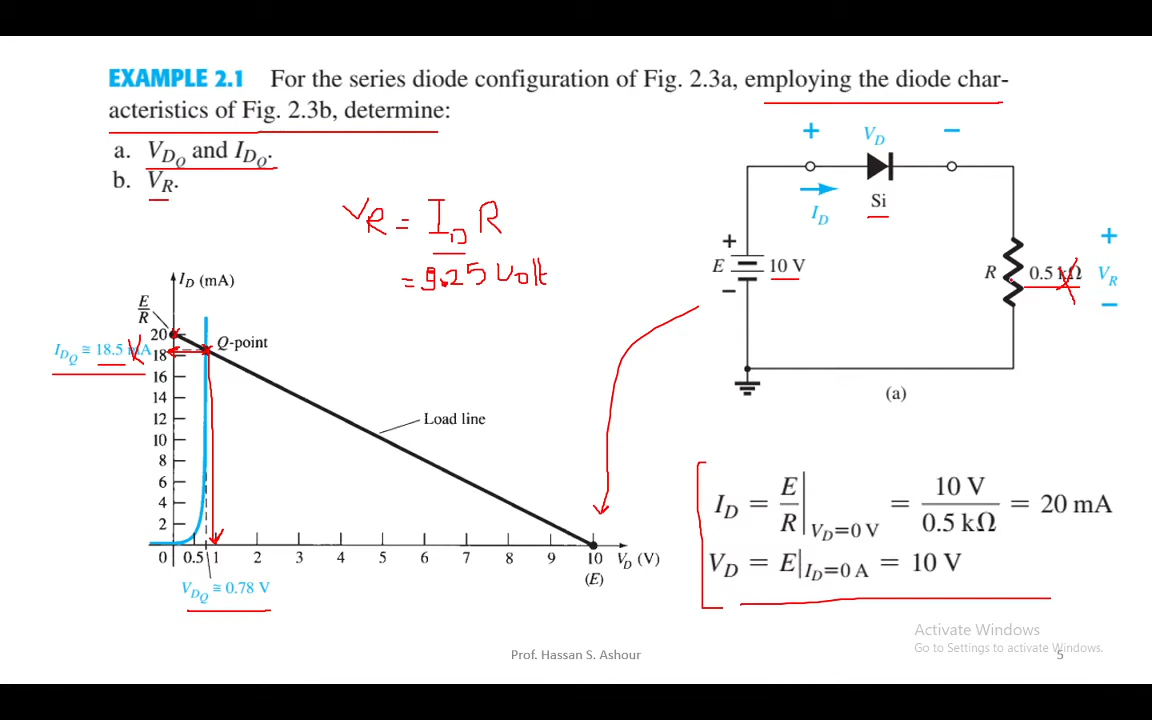 EXAMPLE 2.1 For the series diode configuration of Fig. 2.3a, employing the diode char-
acteristics of Fig. 2.3b, determine:
a. V_DQ and I_DQ.
b. V_R.
VR = ID R
= 9.25 Volt
+ V_D −
I_D
Si
+
E 10 V
−
R 0.5 kΩ
+
V_R
−
(a)
I_D (mA)
E/R
20
I_DQ ≅ 18.5 mA
18
Q-point
16
14
12
10
8
6
4
2
Load line
0 0.5 1 2 3 4 5 6 7 8 9 10 V_D (V)
(E)
V_DQ ≅ 0.78 V
I_D = E/R|V_D=0 V = 10 V/0.5 kΩ = 20 mA
V_D = E|I_D=0 A = 10 V
Activate Windows
Go to Settings to activate Windows.
Prof. Hassan S. Ashour
5